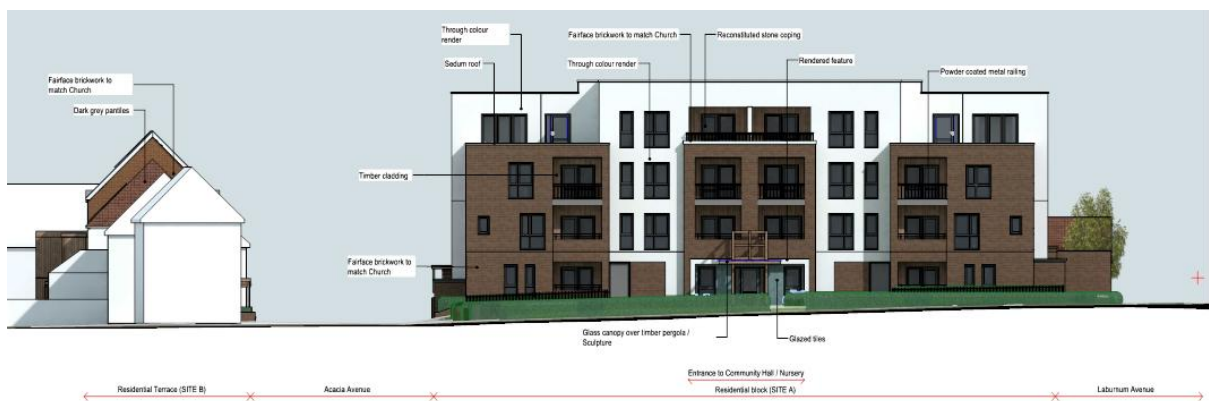 Through colour
render
Fairface brickwork to match Church
Reconstituted stone coping
Sedum roof
Through colour render
Rendered feature
Powder coated metal railing
Fairface brickwork to
match Church
Dark grey pantiles
Timber cladding
Fairface brickwork to
match Church
Glass canopy over timber pergola /
Sculpture
Glazed tiles
Entrance to Community Hall / Nursery
Residential Terrace (SITE B)
Acacia Avenue
Residential block (SITE A)
Laburnum Avenue